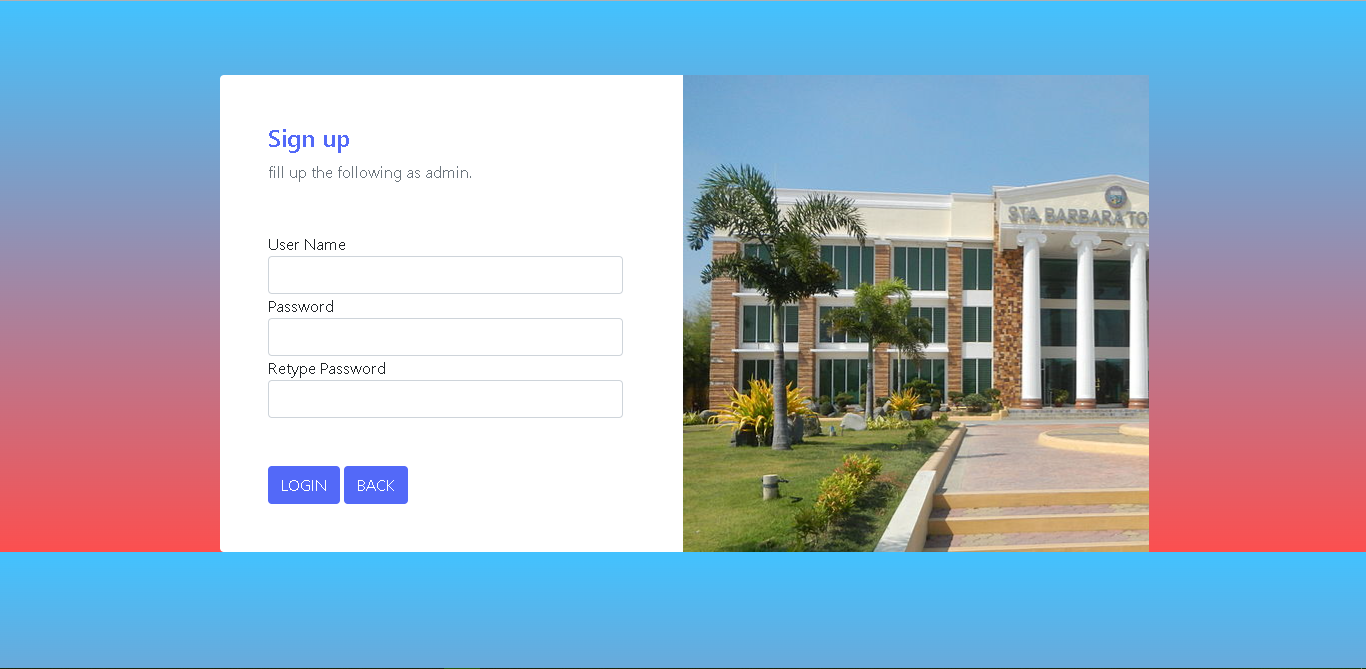 Sign up
fill up the following as admin.
User Name
Password
Retype Password
LOGIN BACK
STA. BARBARA TO